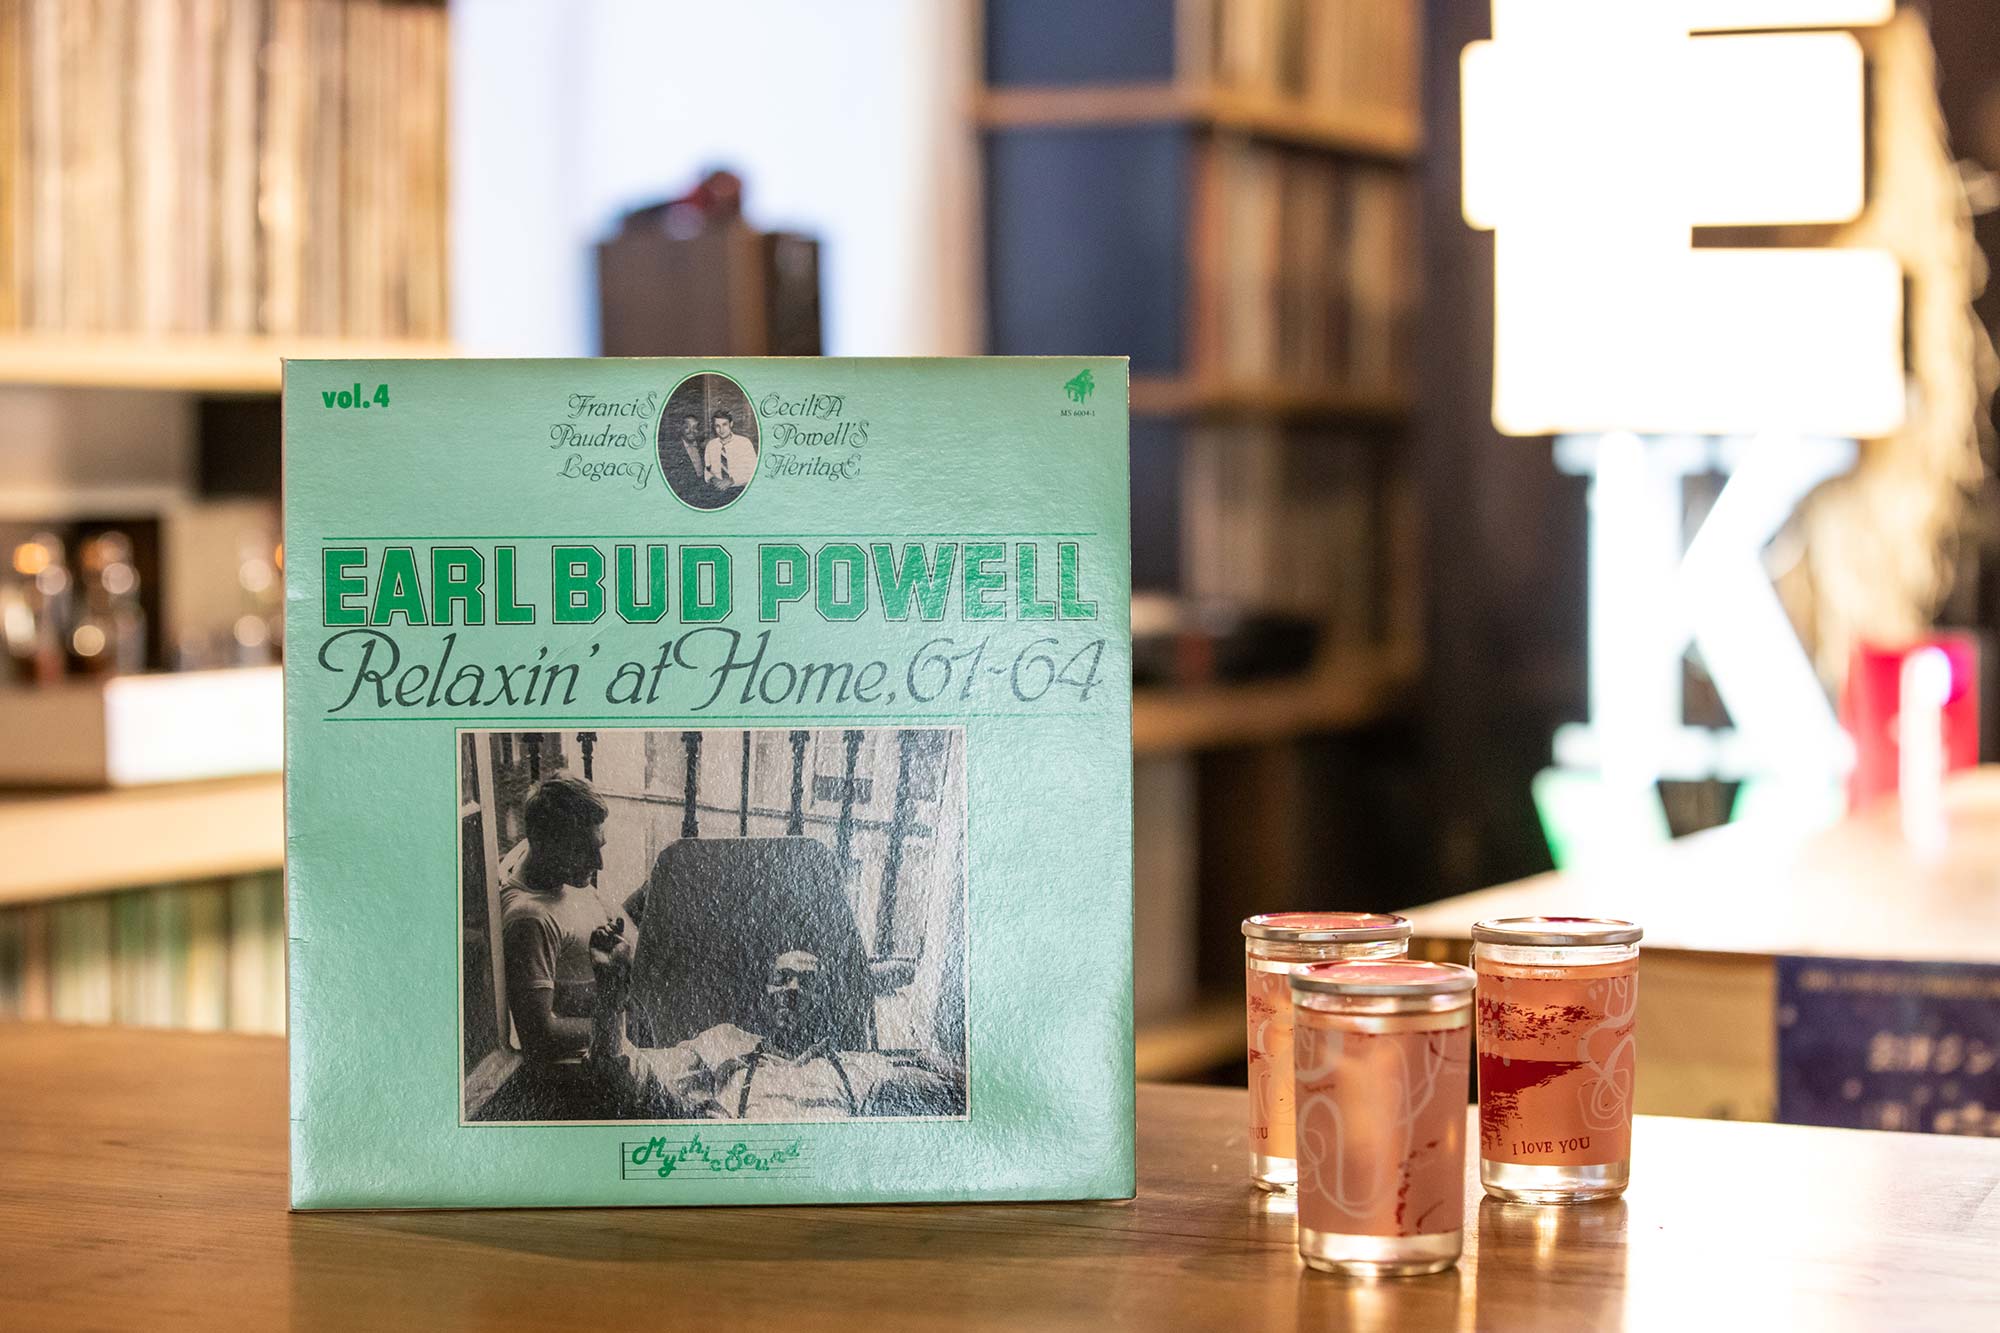 vol.4
Francis
Paudras
Legacy
Cecilia
Powell's
Heritage
MS 6004-1
EARL BUD POWELL
Relaxin' at Home, 61-64
Mythic Sound
E
K
I LOVE YOU
YOU